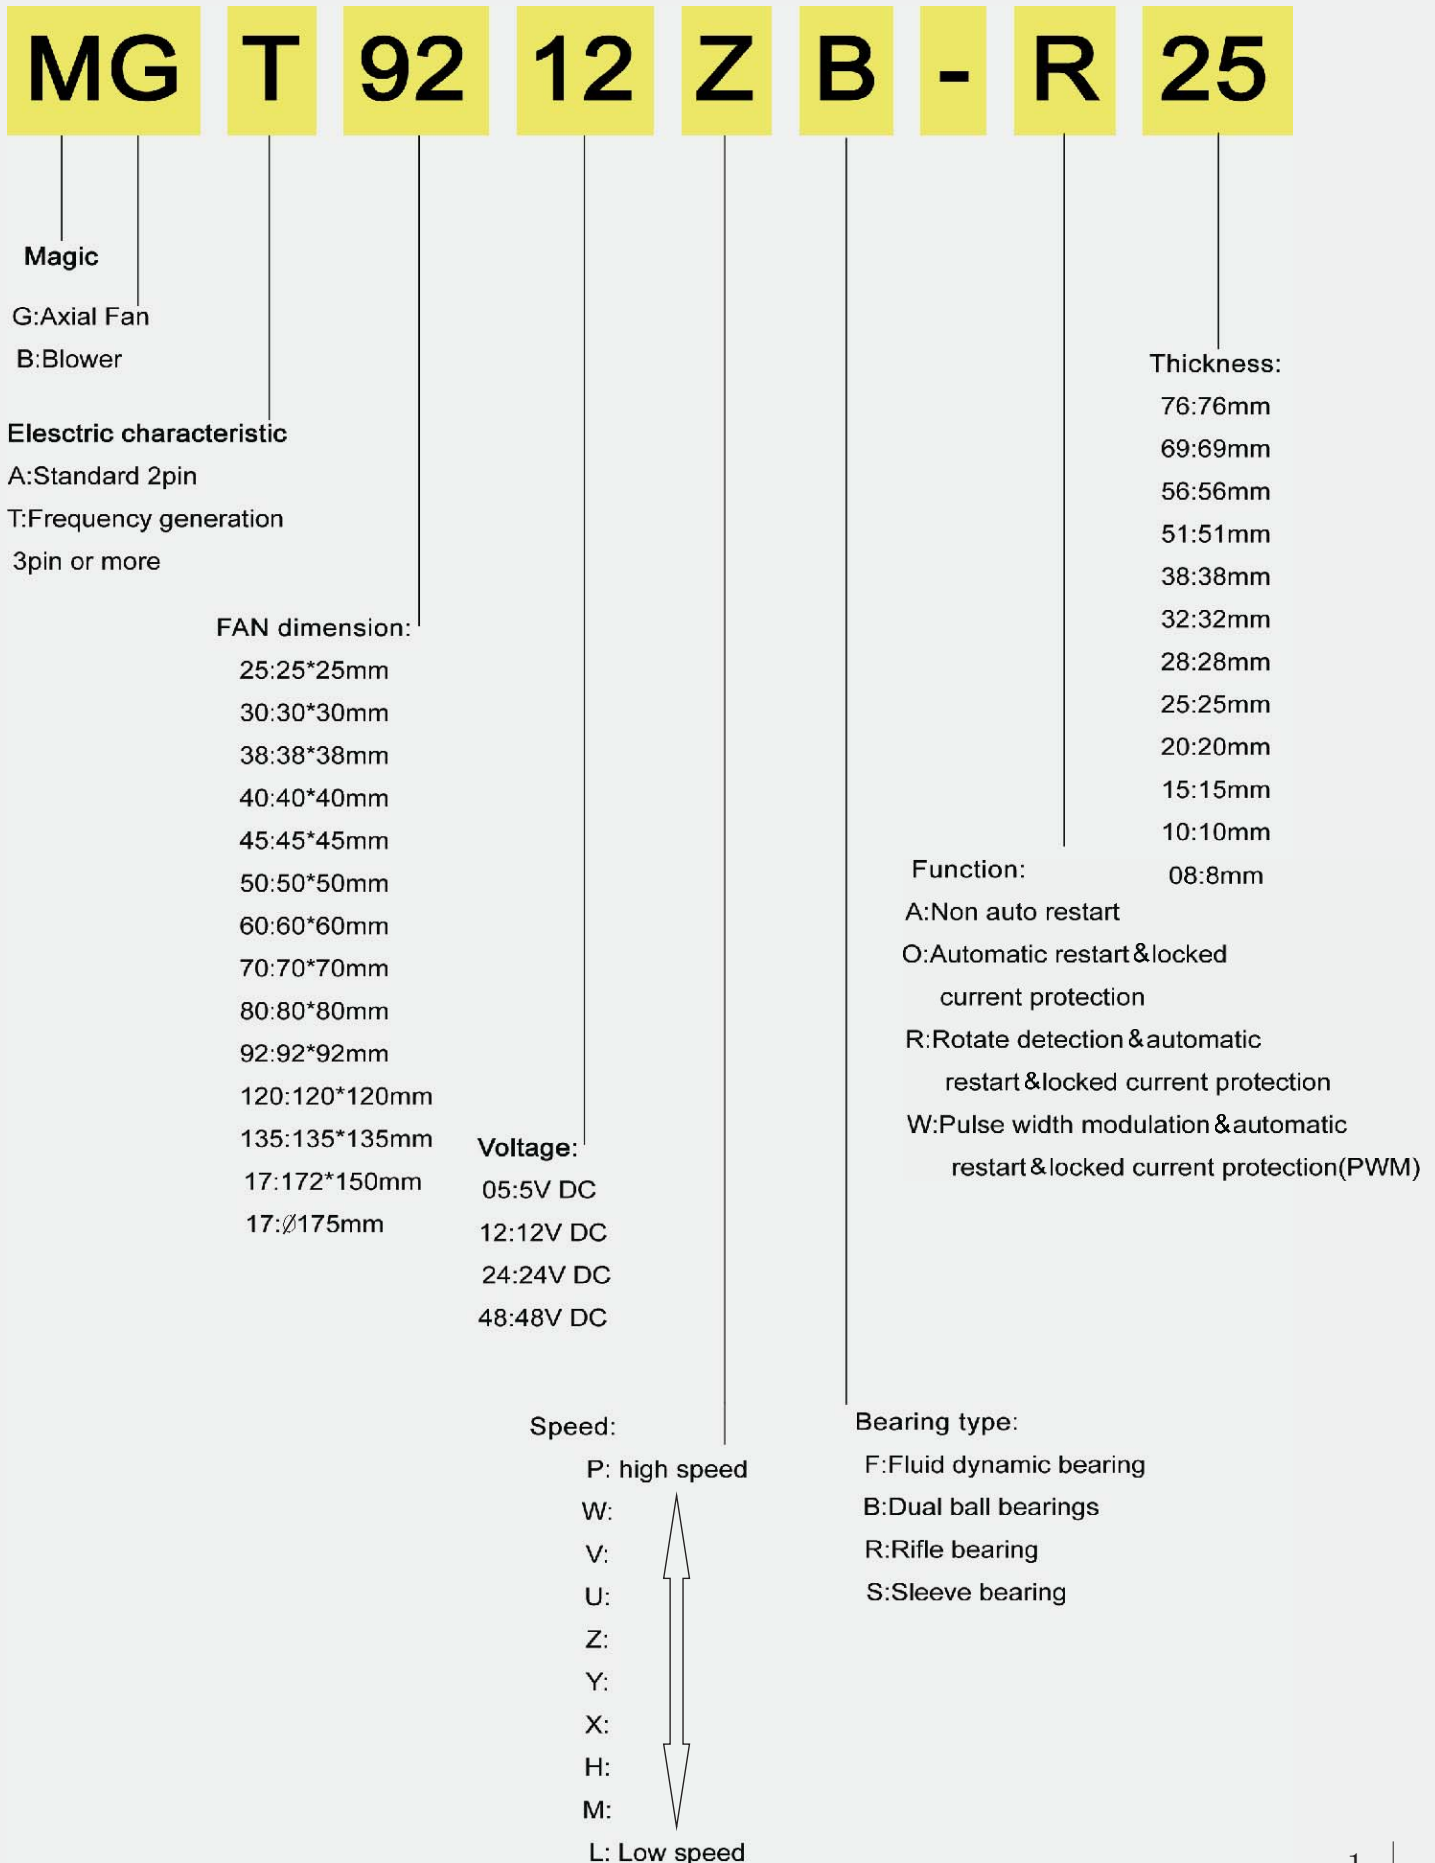 MG T 92 12 Z B - R 25
Magic
G:Axial Fan
B:Blower
Elesctric characteristic
A:Standard 2pin
T:Frequency generation
3pin or more
FAN dimension:
25:25*25mm
30:30*30mm
38:38*38mm
40:40*40mm
45:45*45mm
50:50*50mm
60:60*60mm
70:70*70mm
80:80*80mm
92:92*92mm
120:120*120mm
135:135*135mm
17:172*150mm
17:Ø175mm
Voltage:
05:5V DC
12:12V DC
24:24V DC
48:48V DC
Speed:
P: high speed
W:
V:
U:
Z:
Y:
X:
H:
M:
L: Low speed
Bearing type:
F:Fluid dynamic bearing
B:Dual ball bearings
R:Rifle bearing
S:Sleeve bearing
Function:
A:Non auto restart
O:Automatic restart&locked
current protection
R:Rotate detection&automatic
restart&locked current protection
W:Pulse width modulation&automatic
restart&locked current protection(PWM)
Thickness:
76:76mm
69:69mm
56:56mm
51:51mm
38:38mm
32:32mm
28:28mm
25:25mm
20:20mm
15:15mm
10:10mm
08:8mm
1